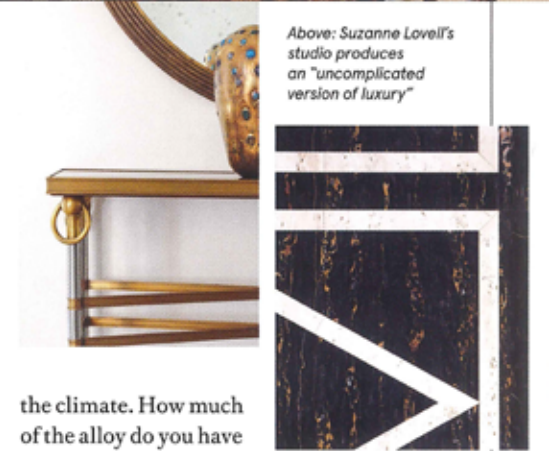 Above: Suzanne Lovell's
studio produces
an "uncomplicated
version of luxury"
the climate. How much
of the alloy do you have